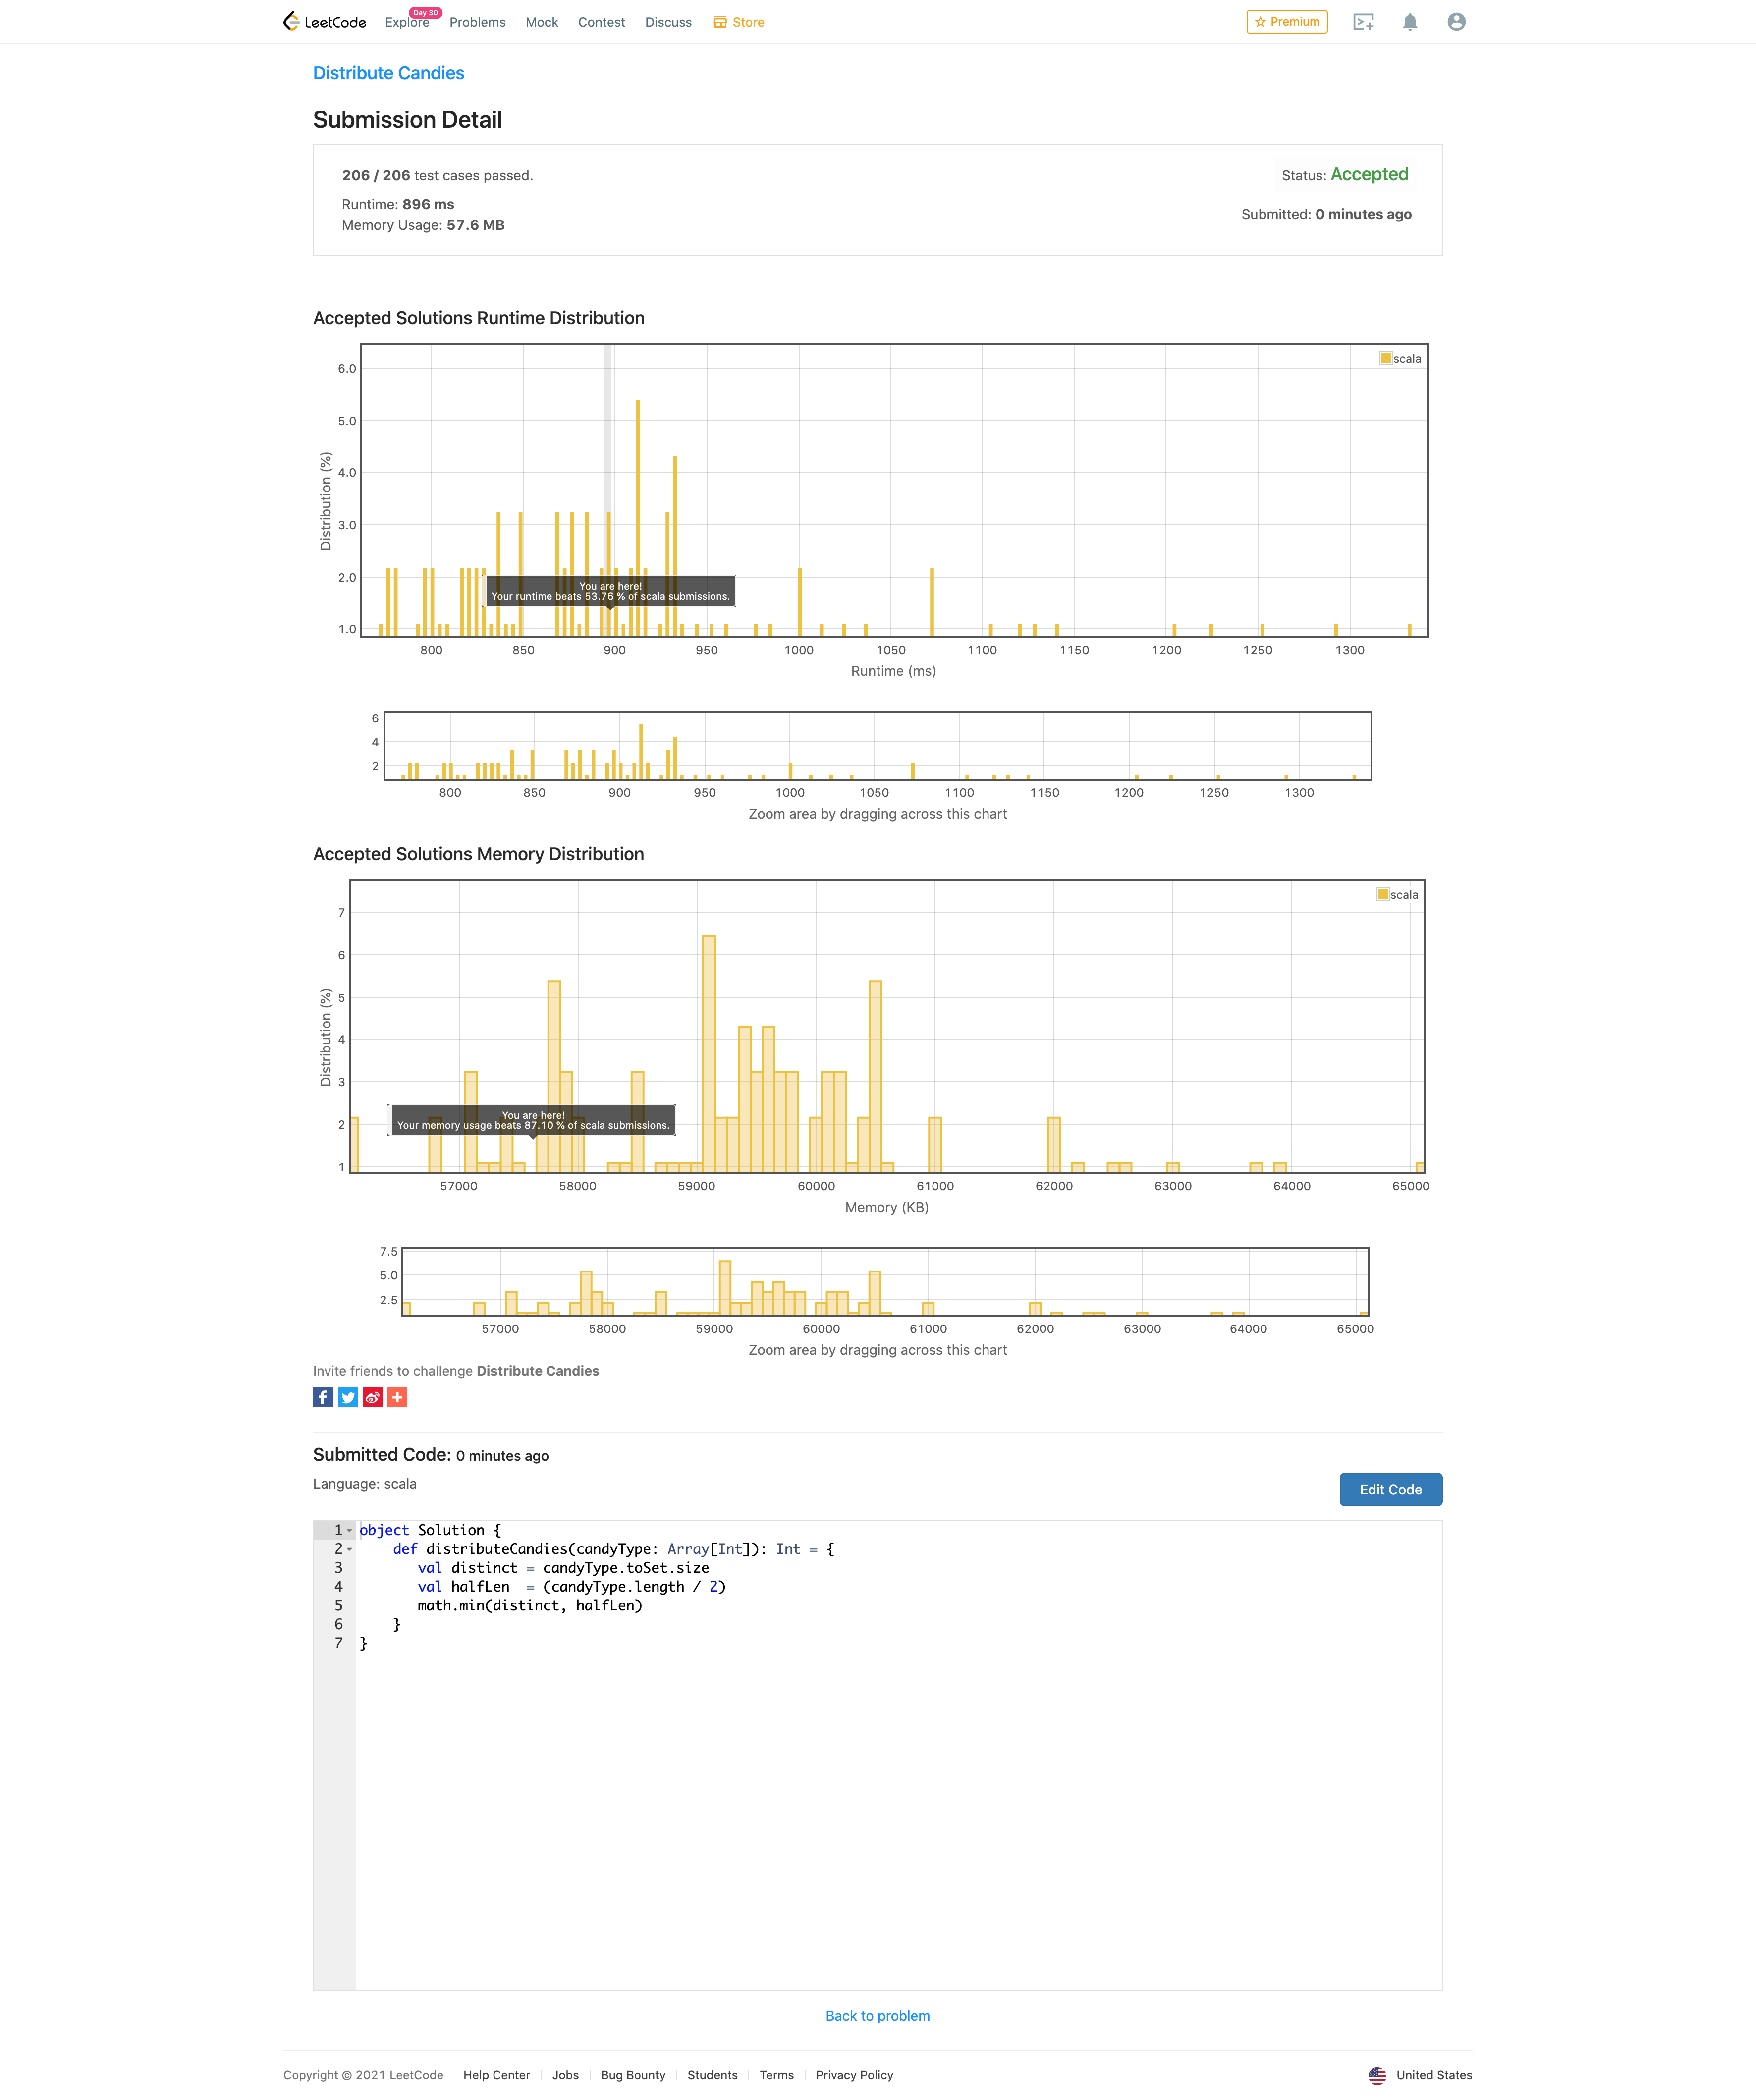 LeetCode Explore Day 30 Problems Mock Contest Discuss Store Premium
Distribute Candies
Submission Detail
206 / 206 test cases passed.
Status: Accepted
Runtime: 896 ms
Submitted: 0 minutes ago
Memory Usage: 57.6 MB
Accepted Solutions Runtime Distribution
scala
6.0
5.0
4.0
3.0
2.0
1.0
Distribution (%)
You are here!
Your runtime beats 53.76 % of scala submissions.
800 850 900 950 1000 1050 1100 1150 1200 1250 1300
Runtime (ms)
6
4
2
800 850 900 950 1000 1050 1100 1150 1200 1250 1300
Zoom area by dragging across this chart
Accepted Solutions Memory Distribution
scala
7
6
5
4
3
2
1
Distribution (%)
You are here!
Your memory usage beats 87.10 % of scala submissions.
57000 58000 59000 60000 61000 62000 63000 64000 65000
Memory (KB)
7.5
5.0
2.5
57000 58000 59000 60000 61000 62000 63000 64000 65000
Zoom area by dragging across this chart
Invite friends to challenge Distribute Candies
Submitted Code: 0 minutes ago
Language: scala
Edit Code
1 object Solution {
2     def distributeCandies(candyType: Array[Int]): Int = {
3        val distinct = candyType.toSet.size
4        val halfLen  = (candyType.length / 2)
5        math.min(distinct, halfLen)
6     }
7 }
Back to problem
Copyright © 2021 LeetCode Help Center Jobs Bug Bounty Students Terms Privacy Policy United States